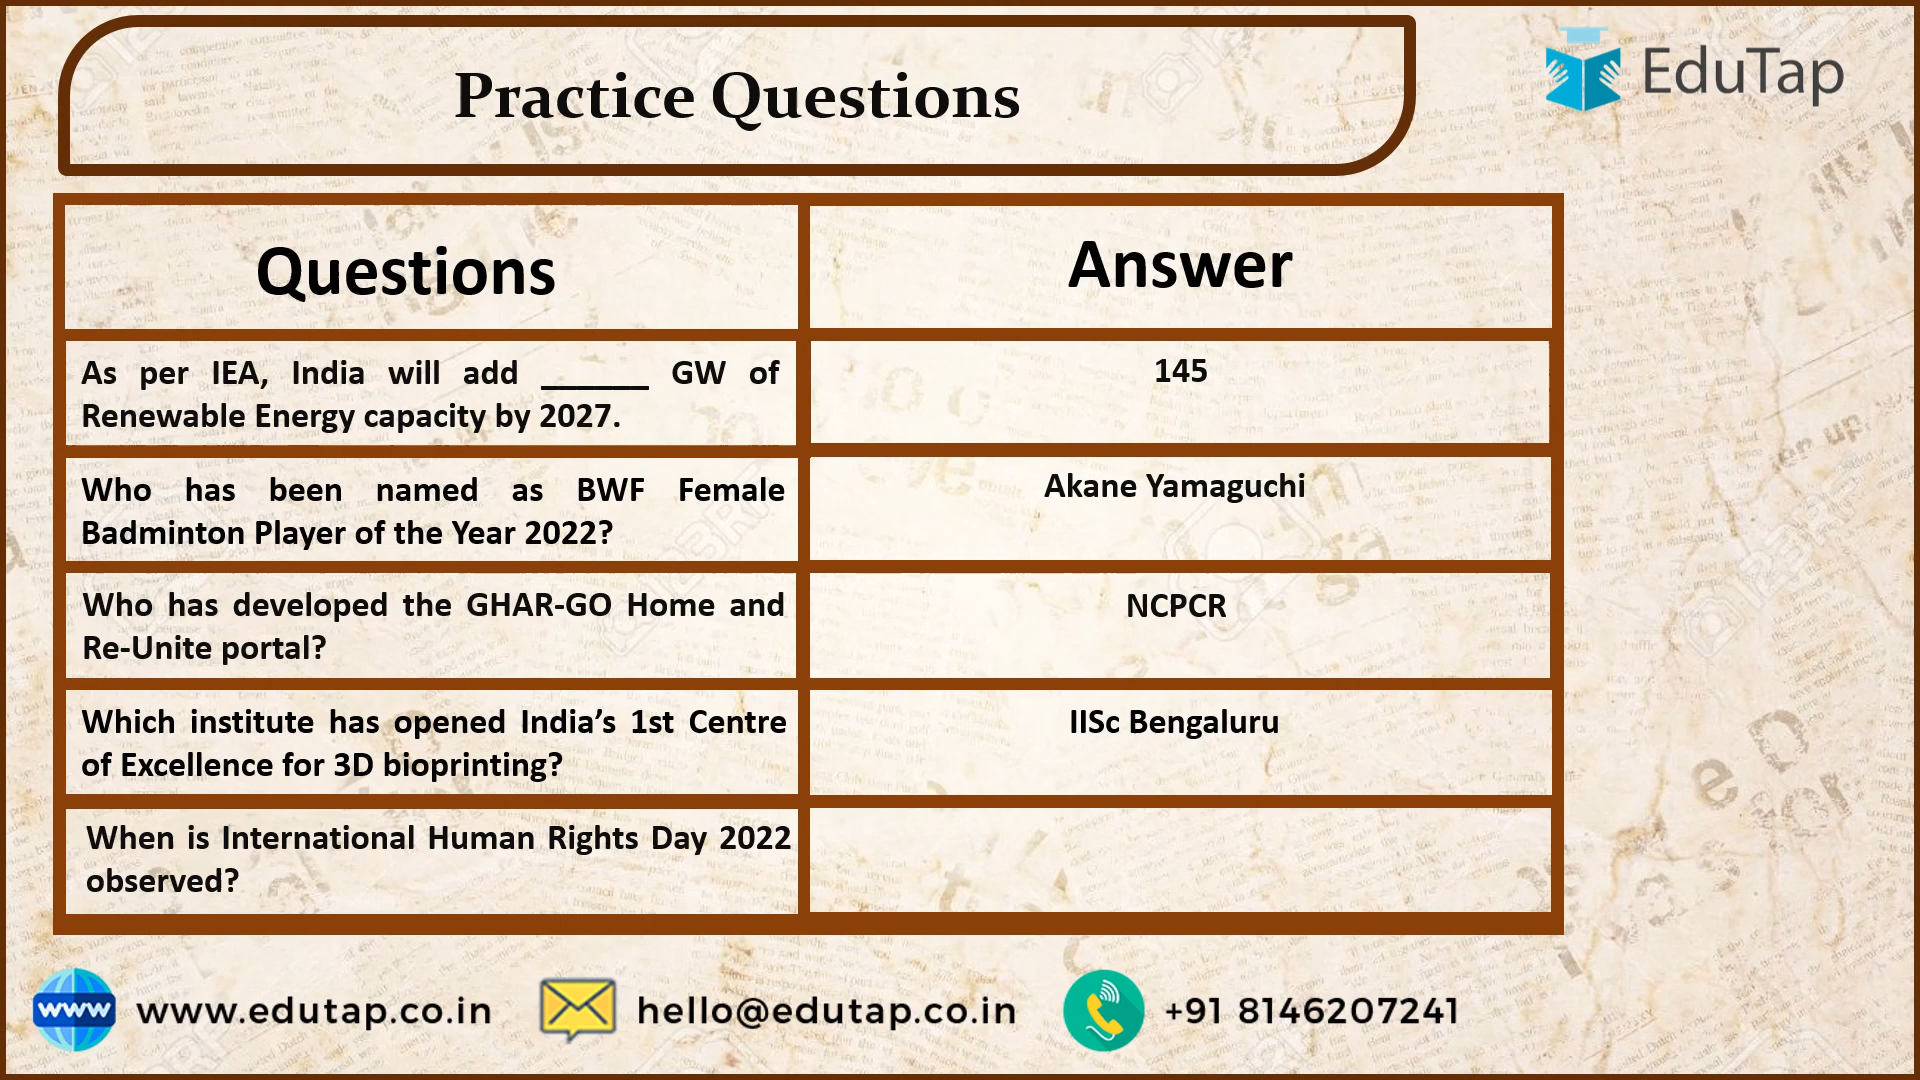 Practice Questions
EduTap
Questions
Answer
As per IEA, India will add ______ GW of
Renewable Energy capacity by 2027.
145
Who has been named as BWF Female
Badminton Player of the Year 2022?
Akane Yamaguchi
Who has developed the GHAR-GO Home and
Re-Unite portal?
NCPCR
Which institute has opened India’s 1st Centre
of Excellence for 3D bioprinting?
IISc Bengaluru
When is International Human Rights Day 2022
observed?
www
www.edutap.co.in
hello@edutap.co.in
+91 8146207241